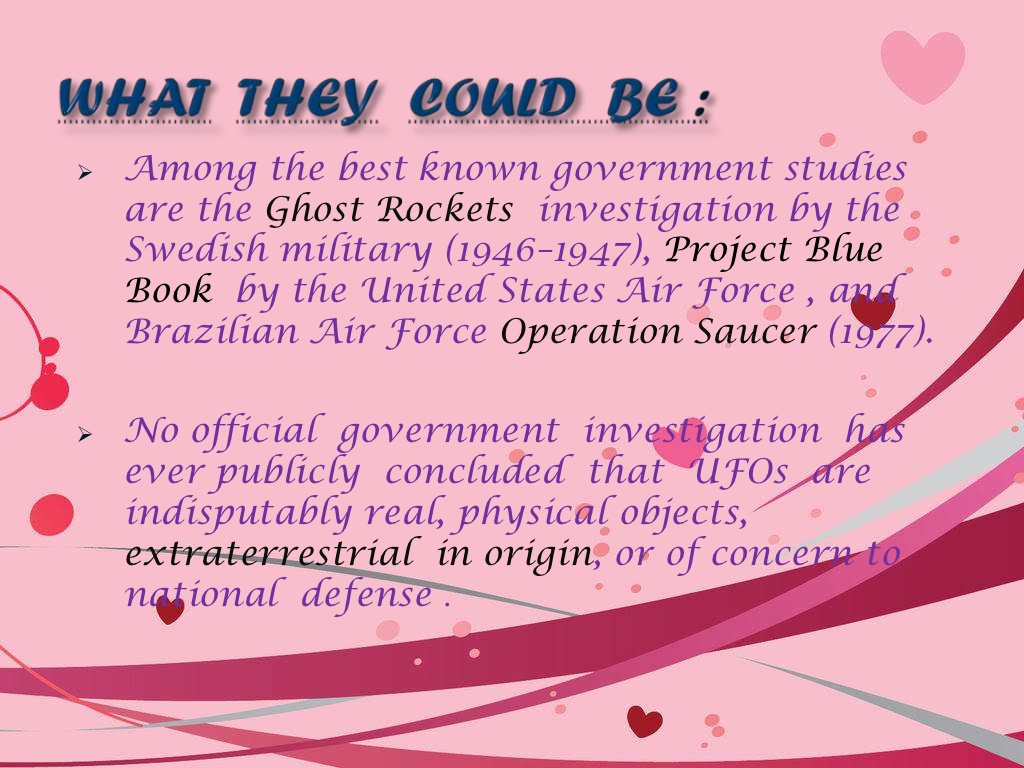 WHAT THEY COULD BE :
➢ Among the best known government studies
are the Ghost Rockets investigation by the
Swedish military (1946–1947), Project Blue
Book by the United States Air Force , and
Brazilian Air Force Operation Saucer (1977).
➢ No official government investigation has
ever publicly concluded that UFOs are
indisputably real, physical objects,
extraterrestrial in origin, or of concern to
national defense .